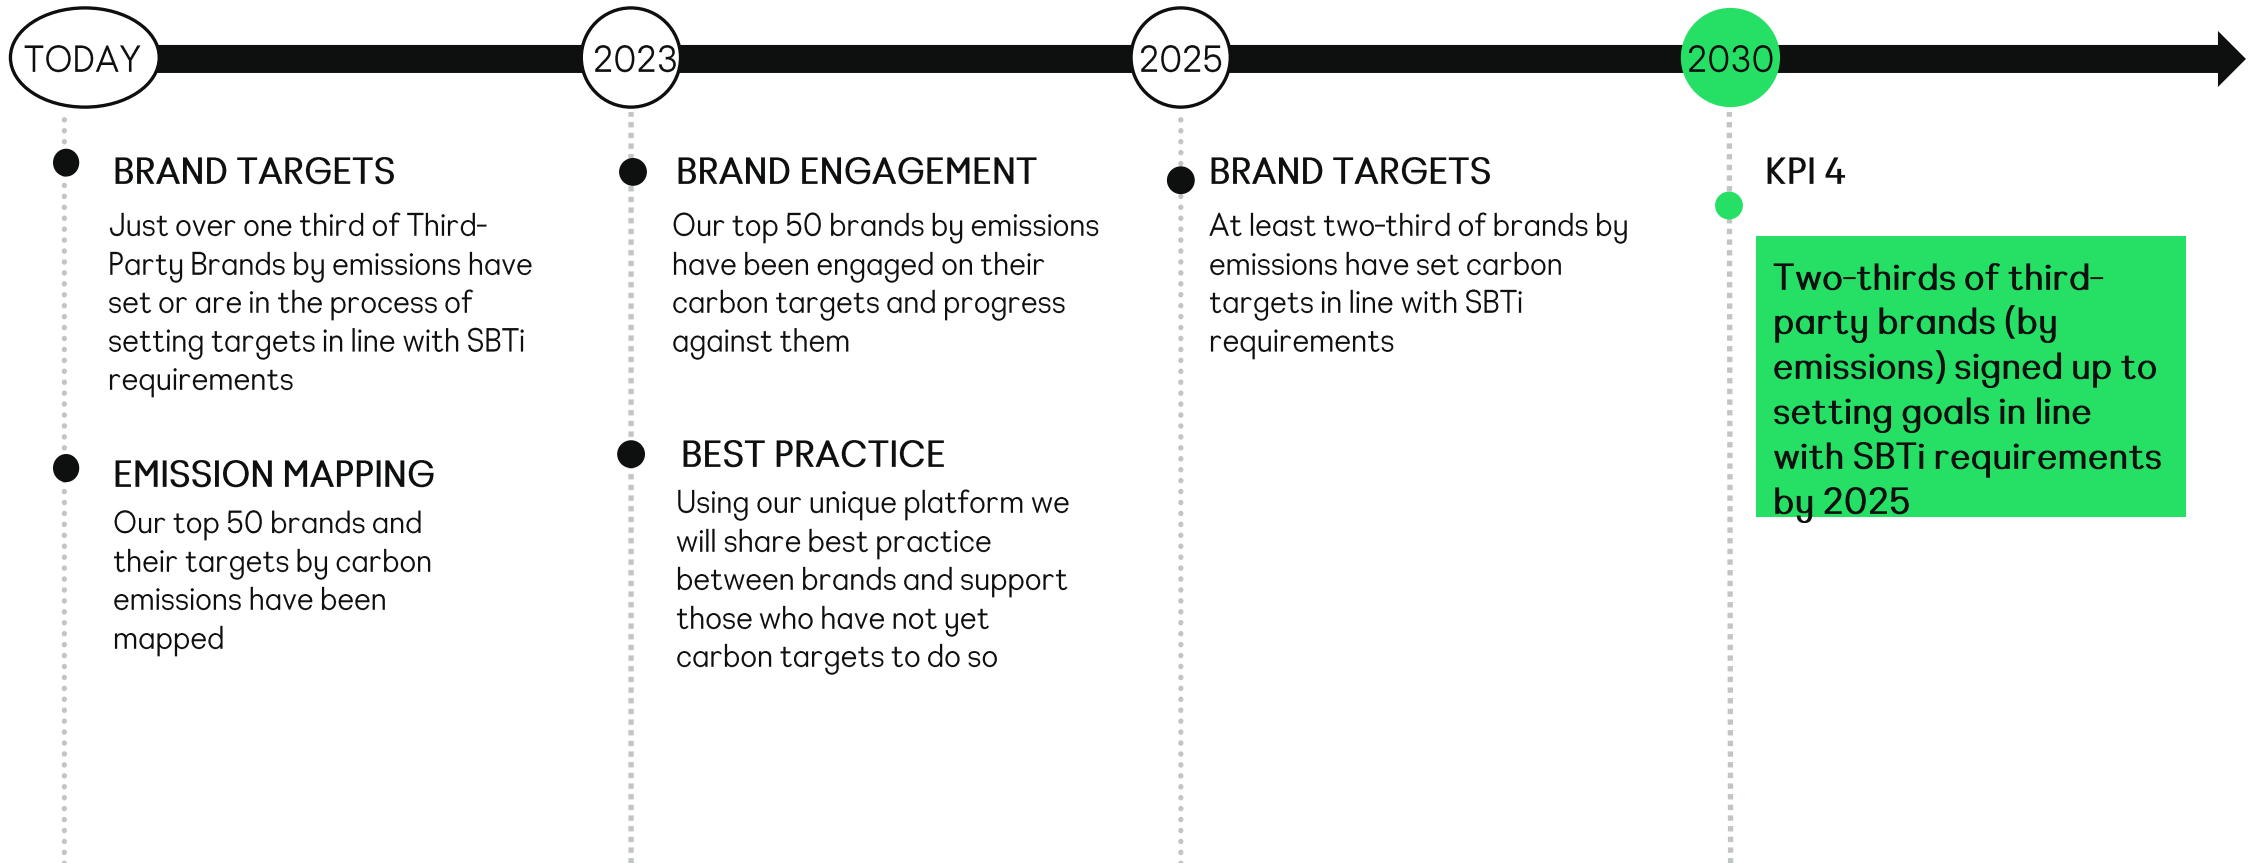 TODAY
2023
2025
2030
BRAND TARGETS
Just over one third of Third-
Party Brands by emissions have
set or are in the process of
setting targets in line with SBTi
requirements
EMISSION MAPPING
Our top 50 brands and
their targets by carbon
emissions have been
mapped
BRAND ENGAGEMENT
Our top 50 brands by emissions
have been engaged on their
carbon targets and progress
against them
BEST PRACTICE
Using our unique platform we
will share best practice
between brands and support
those who have not yet
carbon targets to do so
BRAND TARGETS
At least two-third of brands by
emissions have set carbon
targets in line with SBTi
requirements
KPI 4
Two-thirds of third-
party brands (by
emissions) signed up to
setting goals in line
with SBTi requirements
by 2025